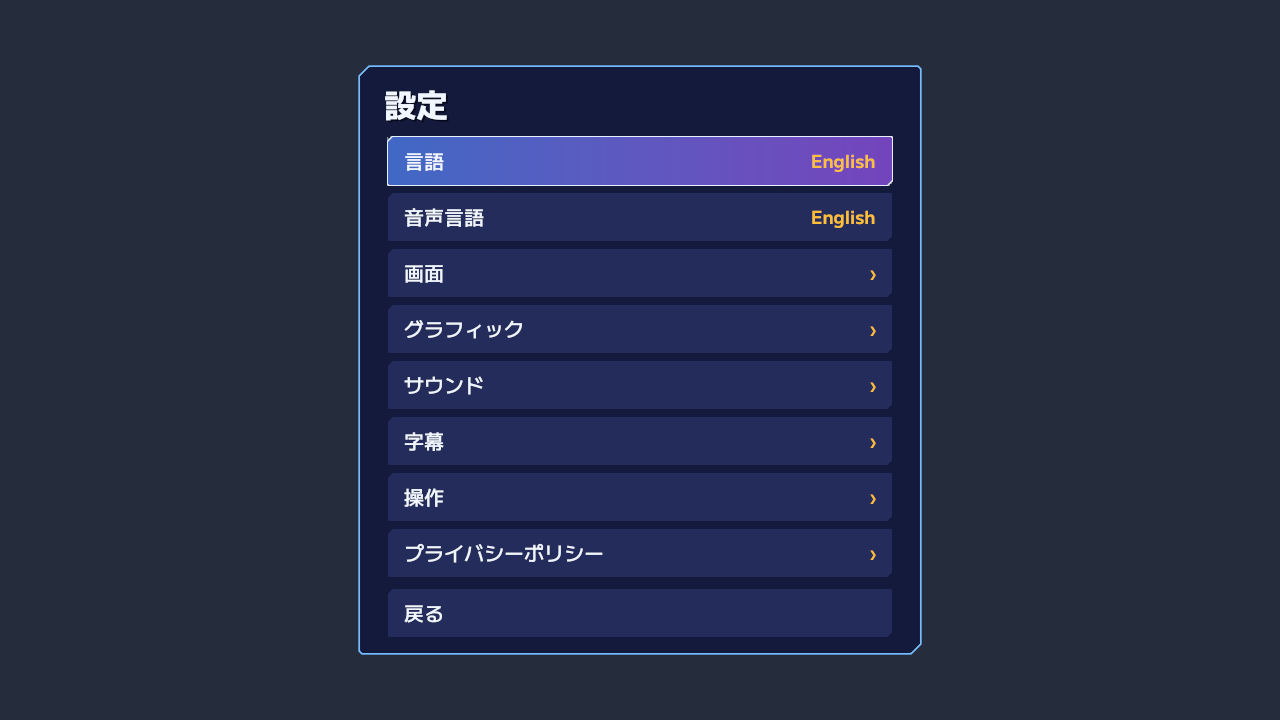 設定
言語 English
音声言語 English
画面 ›
グラフィック ›
サウンド ›
字幕 ›
操作 ›
プライバシーポリシー ›
戻る